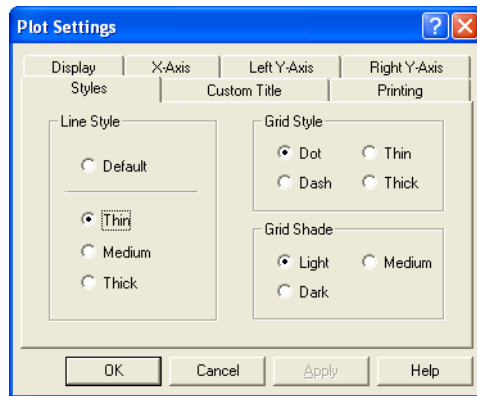 Plot Settings
Display X-Axis Left Y-Axis Right Y-Axis
Styles Custom Title Printing
Line Style
Default
Thin
Medium
Thick
Grid Style
Dot Thin
Dash Thick
Grid Shade
Light Medium
Dark
OK Cancel Apply Help